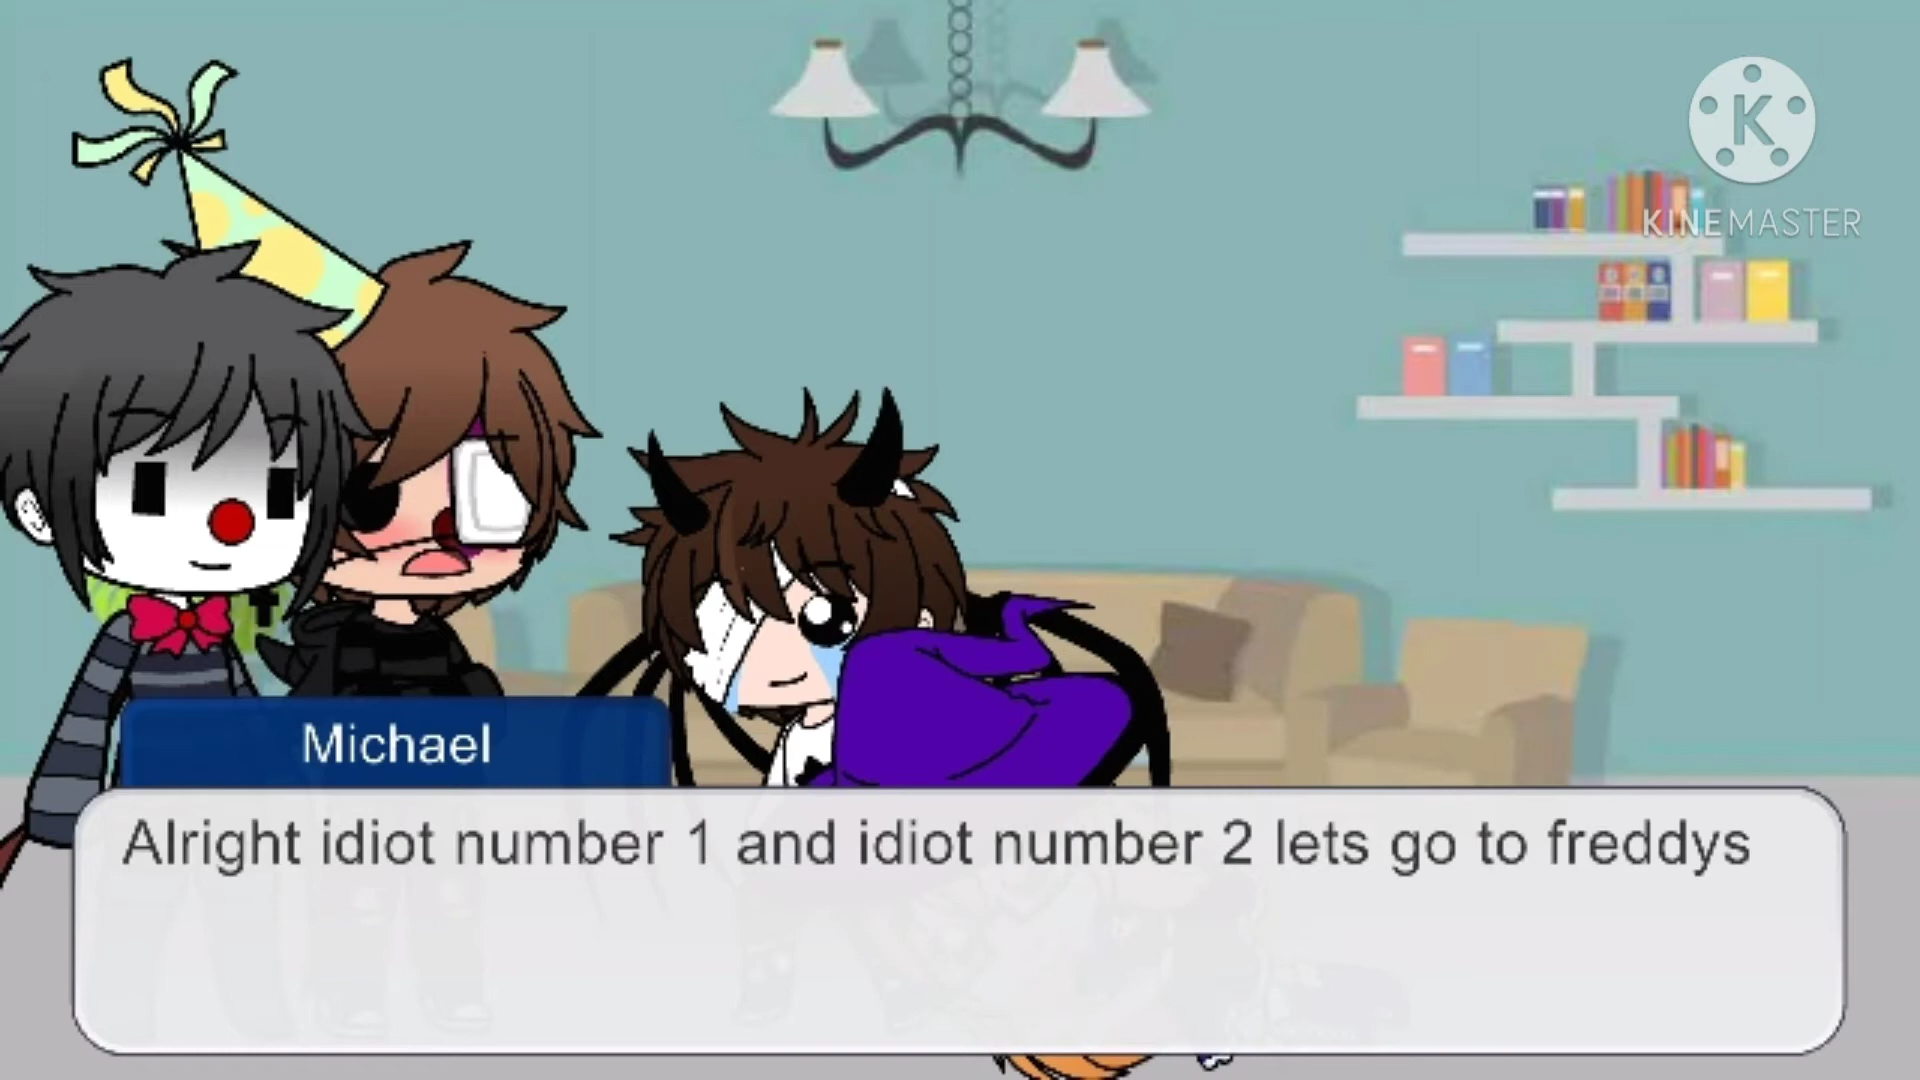 K
KINEMASTER
Michael
Alright idiot number 1 and idiot number 2 lets go to freddys